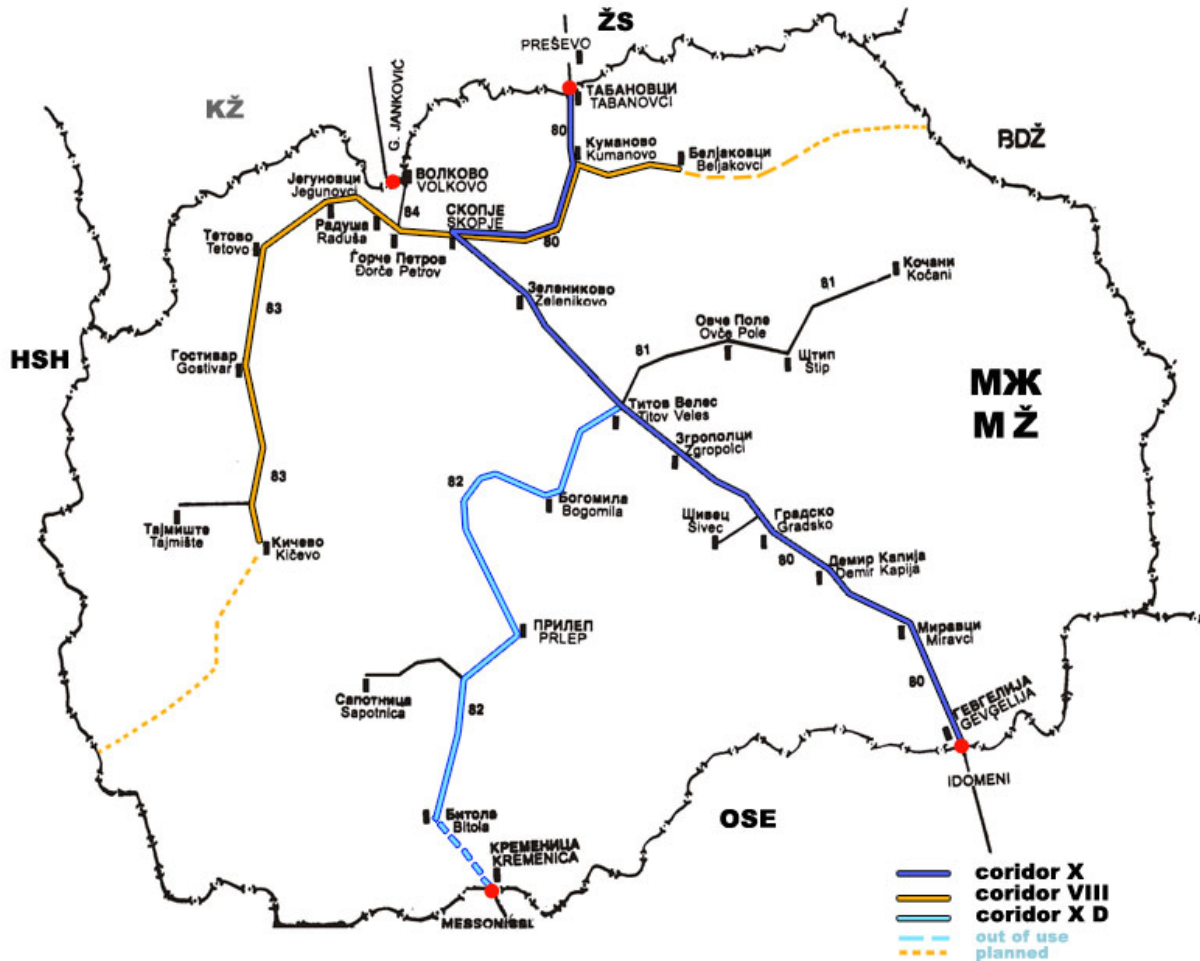 ŽS
PREŠEVO
KŽ
G. JANKOVIĆ
ТАБАНОВЦИ
TABANOVCI
80
BDŽ
Куманово
Kumanovo
Бељаковци
Beljakovci
ВОЛКОВО
VOLKOVO
Јегуновци
Jegunovci
84
СКОПЈЕ
SKOPJE
Радуша
Raduša
80
Тетово
Tetovo
Ѓорче Петров
Đorče Petrov
Кочани
Kočani
81
Зелениково
Zelenikovo
83
Овче Поле
Ovče Pole
81
HSH
Гостивар
Gostivar
Штип
Štip
МЖ
M Ž
Титов Велес
Titov Veles
Згрополци
Zgropolci
83
82
Богомила
Bogomila
Шивец
Šivec
Градско
Gradsko
Тајмиште
Tajmište
Кичево
Kičevo
80
Демир Капија
Demir Kapija
ПРИЛЕП
PRLEP
Миравци
Miravci
Сапотница
Sapotnica
82
80
ГЕВГЕЛИЈА
GEVGELIJA
IDOMENI
Битола
Bitola
OSE
КРЕМЕНИЦА
KREMENICA
MESSONISSI
coridor X
coridor VIII
coridor X D
out of use
planned